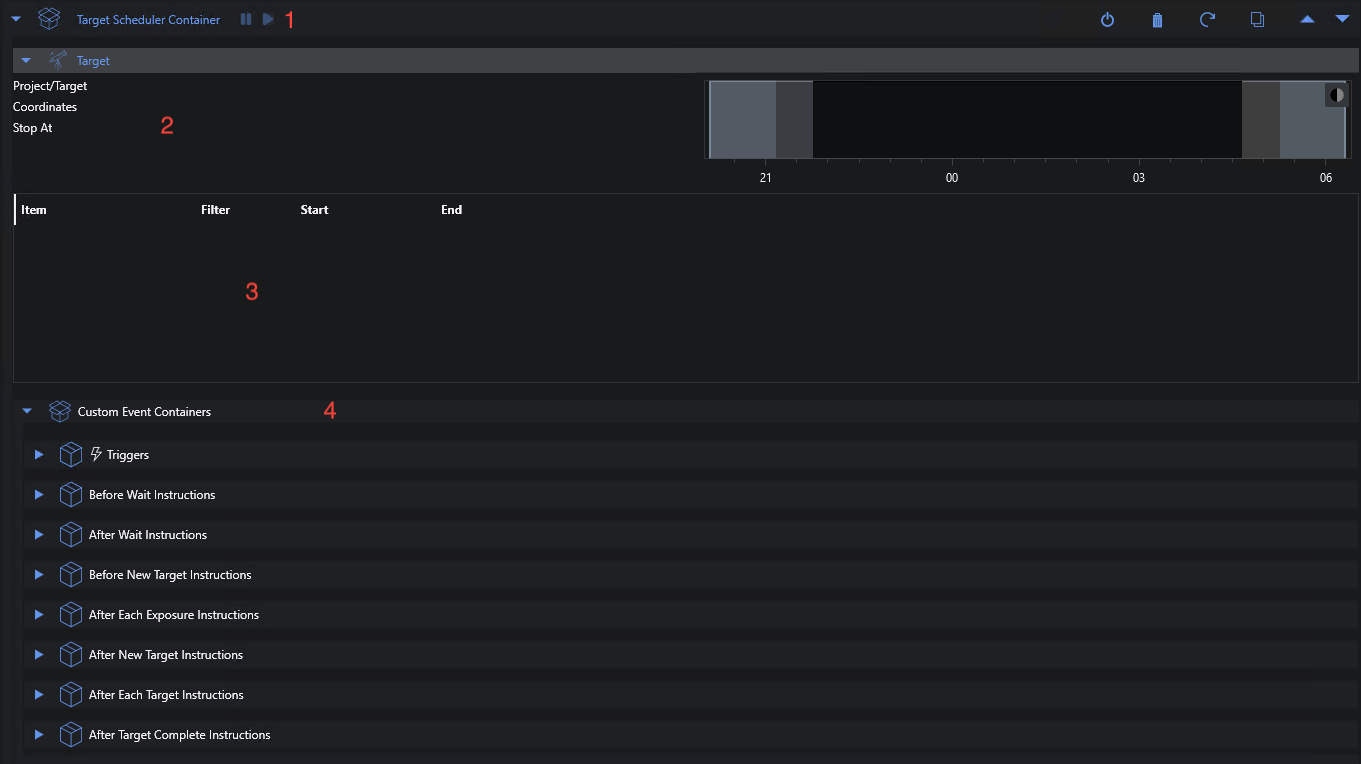 Target Scheduler Container 1
Target
Project/Target
Coordinates
Stop At 2
21 00 03 06
Item Filter Start End
3
Custom Event Containers 4
Triggers
Before Wait Instructions
After Wait Instructions
Before New Target Instructions
After Each Exposure Instructions
After New Target Instructions
After Each Target Instructions
After Target Complete Instructions